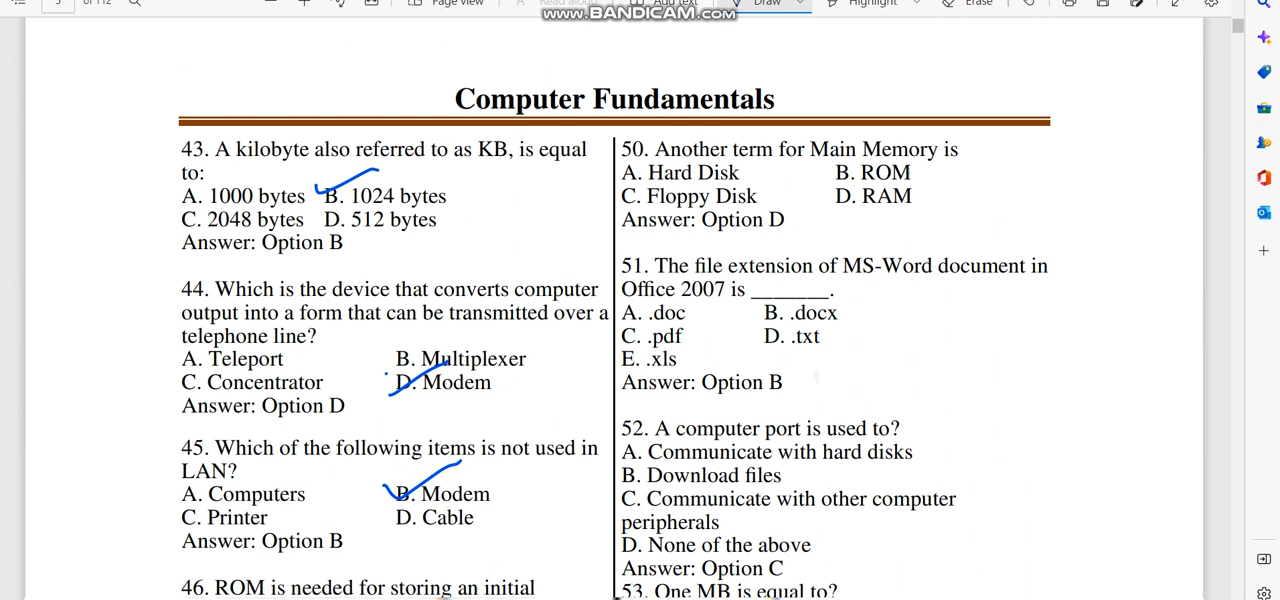 5
of 112
Page view
Read aloud
Add text
Draw
Highlight
Erase
www.BANDICAM.com
Computer Fundamentals
43. A kilobyte also referred to as KB, is equal
to:
A. 1000 bytes B. 1024 bytes
C. 2048 bytes D. 512 bytes
Answer: Option B
44. Which is the device that converts computer
output into a form that can be transmitted over a
telephone line?
A. Teleport B. Multiplexer
C. Concentrator D. Modem
Answer: Option D
45. Which of the following items is not used in
LAN?
A. Computers B. Modem
C. Printer D. Cable
Answer: Option B
46. ROM is needed for storing an initial
50. Another term for Main Memory is
A. Hard Disk B. ROM
C. Floppy Disk D. RAM
Answer: Option D
51. The file extension of MS-Word document in
Office 2007 is _______.
A. .doc B. .docx
C. .pdf D. .txt
E. .xls
Answer: Option B
52. A computer port is used to?
A. Communicate with hard disks
B. Download files
C. Communicate with other computer
peripherals
D. None of the above
Answer: Option C
53. One MB is equal to?